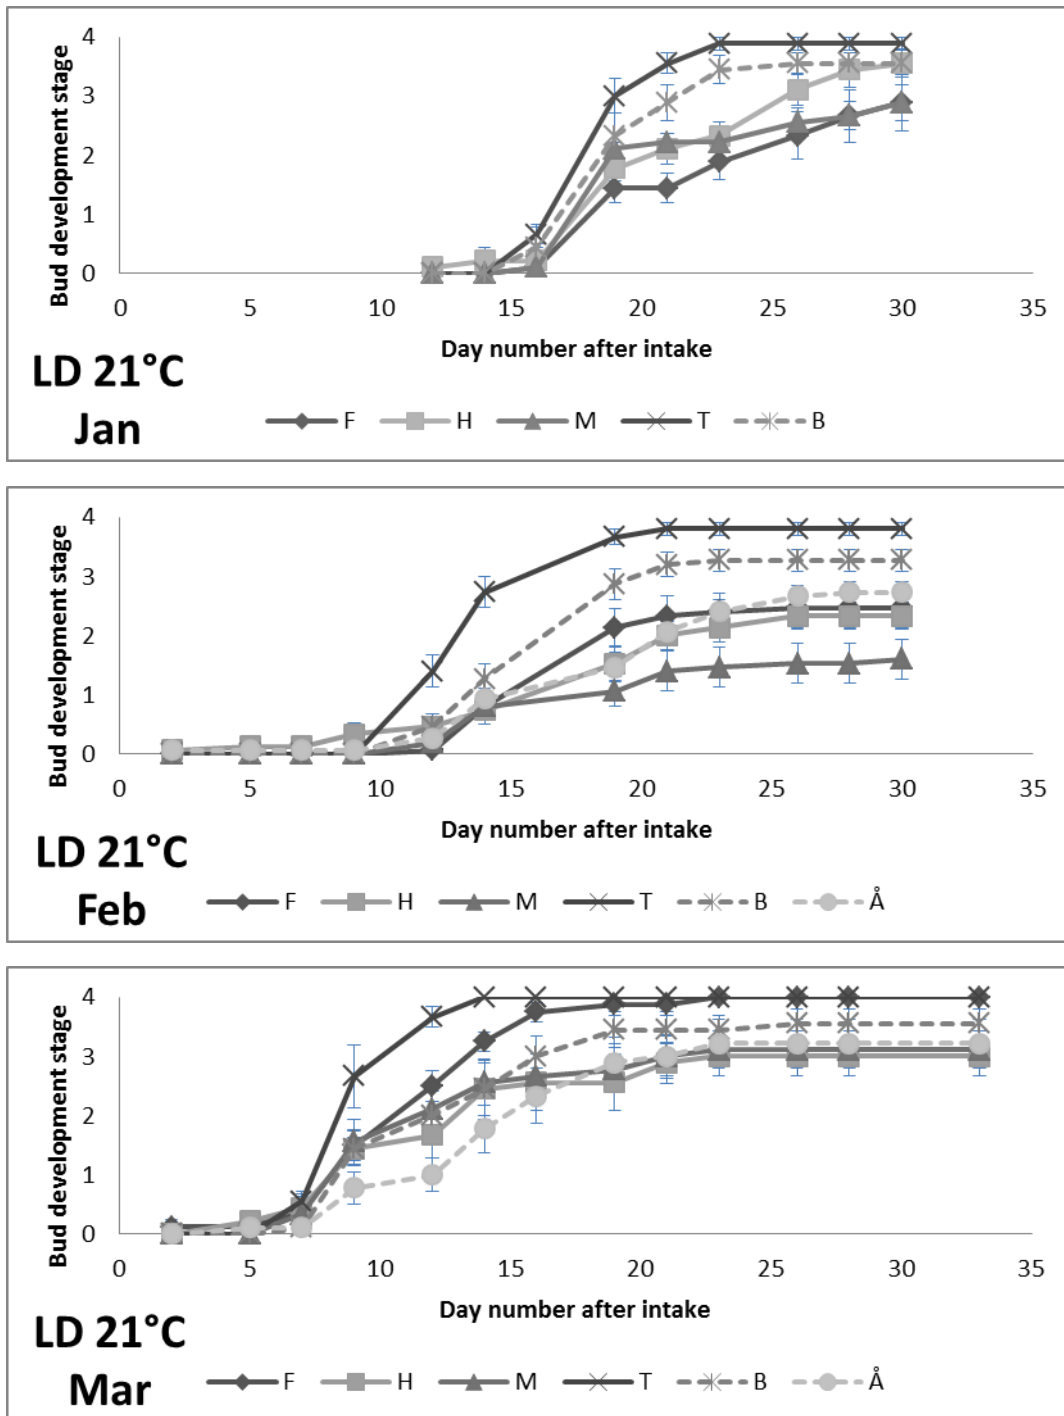 Bud development stage
4
3
2
1
0
0 5 10 15 20 25 30 35
Day number after intake
LD 21°C
Jan
F H M T B
Bud development stage
4
3
2
1
0
0 5 10 15 20 25 30 35
Day number after intake
LD 21°C
Feb
F H M T B Å
Bud development stage
4
3
2
1
0
0 5 10 15 20 25 30 35
Day number after intake
LD 21°C
Mar
F H M T B Å